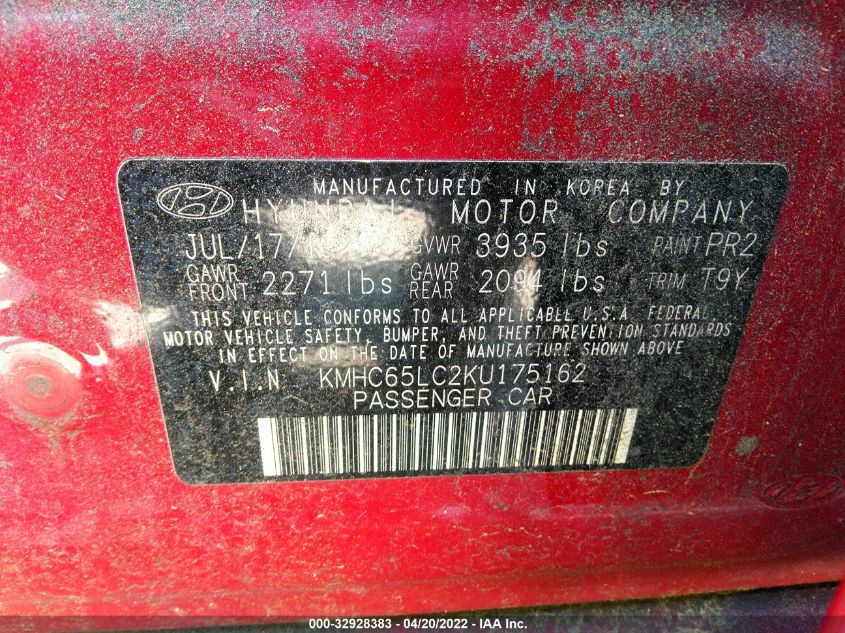 MANUFACTURED IN KOREA BY
HYUNDAI MOTOR COMPANY
JUL/17/ GVWR 3935 lbs PAINT PR2
GAWR FRONT 2271 lbs GAWR REAR 2094 lbs TRIM T9Y
THIS VEHICLE CONFORMS TO ALL APPLICABLE U.S.A FEDERAL
MOTOR VEHICLE SAFETY, BUMPER, AND THEFT PREVENTION STANDARDS
IN EFFECT ON THE DATE OF MANUFACTURE SHOWN ABOVE
V.I.N KMHC65LC2KU175162
PASSENGER CAR
000-32928383 - 04/20/2022 - IAA Inc.